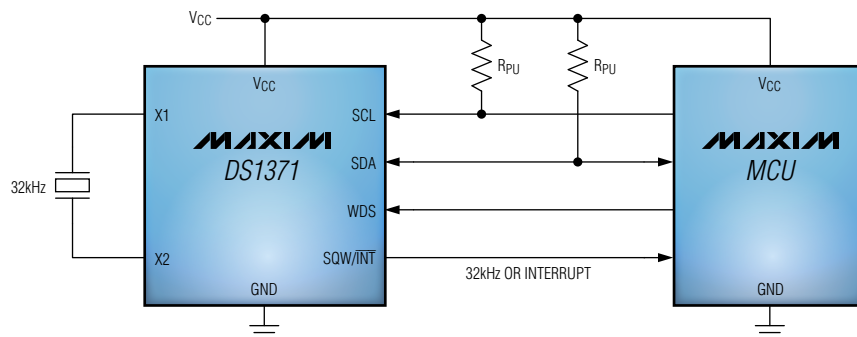 VCC
RPU
RPU
VCC
VCC
X1
SCL
MAXIM
DS1371
MAXIM
MCU
SDA
32kHz
WDS
X2
SQW/INT
32kHz OR INTERRUPT
GND
GND